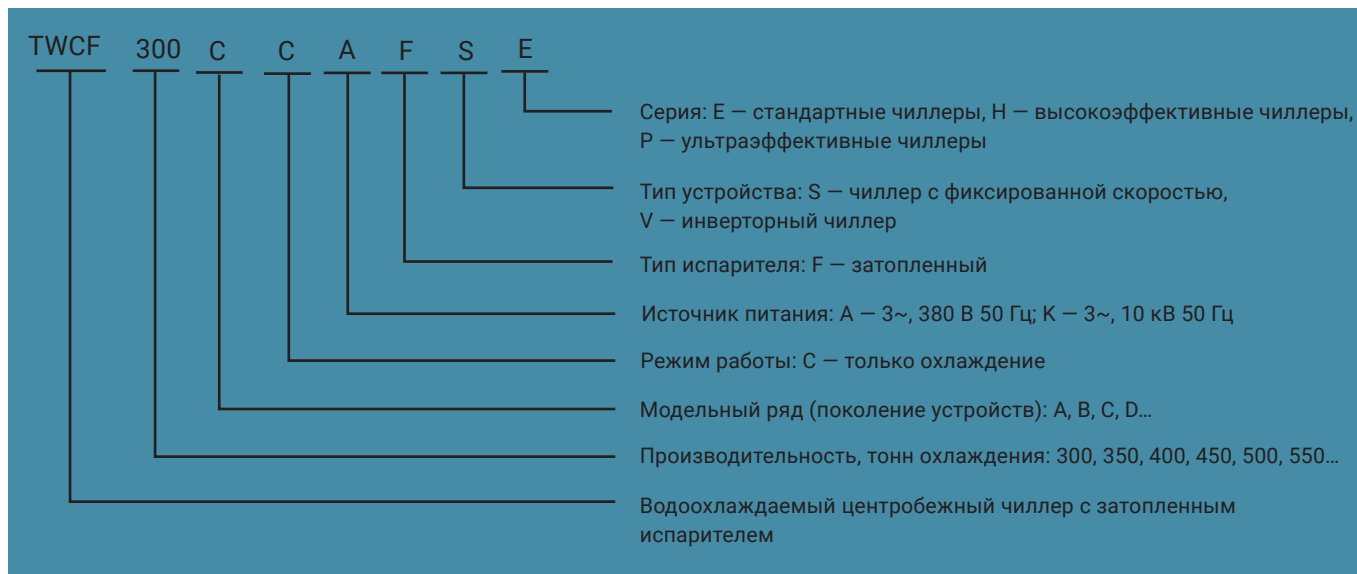 TWCF 300 C C A F S E
Серия: E — стандартные чиллеры, H — высокоэффективные чиллеры,
P — ультраэффективные чиллеры
Тип устройства: S — чиллер с фиксированной скоростью,
V — инверторный чиллер
Тип испарителя: F — затопленный
Источник питания: A — 3~, 380 В 50 Гц; K — 3~, 10 кВ 50 Гц
Режим работы: C — только охлаждение
Модельный ряд (поколение устройств): A, B, C, D...
Производительность, тонн охлаждения: 300, 350, 400, 450, 500, 550...
Водоохлаждаемый центробежный чиллер с затопленным
испарителем